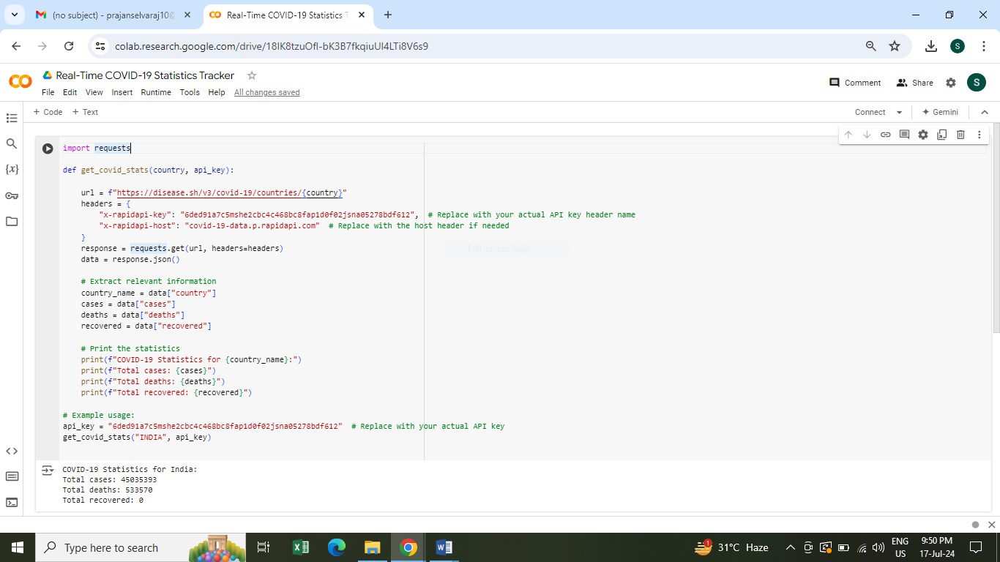 (no subject) - prajanselvaraj10@
Real-Time COVID-19 Statistics T
colab.research.google.com/drive/18IK8tzuOfI-bK3B7fkqiuUI4LTi8V6s9
S
CO
Real-Time COVID-19 Statistics Tracker
File Edit View Insert Runtime Tools Help All changes saved
Comment
Share
S
+ Code + Text
Connect
Gemini
import requests
def get_covid_stats(country, api_key):
url = f"https://disease.sh/v3/covid-19/countries/{country}"
headers = {
"x-rapidapi-key": "6ded91a7c5mshe2cbc4c468bc8fap1d0f02jsna05278bdf612", # Replace with your actual API key header name
"x-rapidapi-host": "covid-19-data.p.rapidapi.com" # Replace with the host header if needed
}
response = requests.get(url, headers=headers)
data = response.json()
Full-screen Snip
# Extract relevant information
country_name = data["country"]
cases = data["cases"]
deaths = data["deaths"]
recovered = data["recovered"]
# Print the statistics
print(f"COVID-19 Statistics for {country_name}:")
print(f"Total cases: {cases}")
print(f"Total deaths: {deaths}")
print(f"Total recovered: {recovered}")
# Example usage:
api_key = "6ded91a7c5mshe2cbc4c468bc8fap1d0f02jsna05278bdf612" # Replace with your actual API key
get_covid_stats("INDIA", api_key)
COVID-19 Statistics for India:
Total cases: 45035393
Total deaths: 533570
Total recovered: 0
Type here to search
31°C Haze
ENG
US
9:50 PM
17-Jul-24